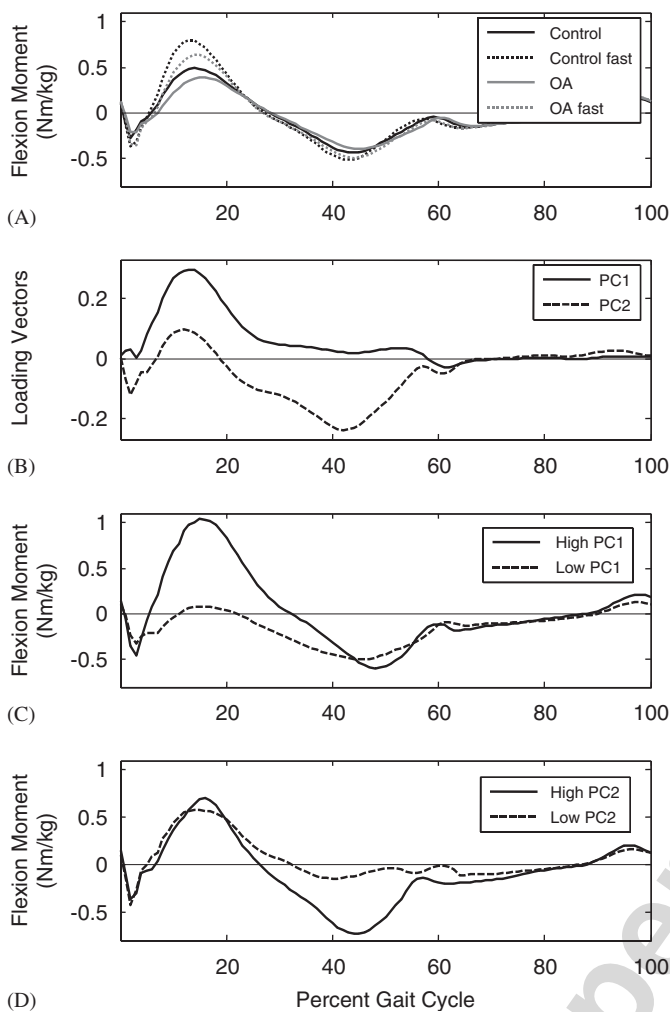 Flexion Moment
(Nm/kg)
1
0.5
0
-0.5
Control
Control fast
OA
OA fast
20
40
60
80
100
(A)
Loading Vectors
0.2
0
-0.2
PC1
PC2
20
40
60
80
100
(B)
Flexion Moment
(Nm/kg)
1
0.5
0
-0.5
High PC1
Low PC1
20
40
60
80
100
(C)
Flexion Moment
(Nm/kg)
1
0.5
0
-0.5
High PC2
Low PC2
20
40
60
80
100
(D)
Percent Gait Cycle